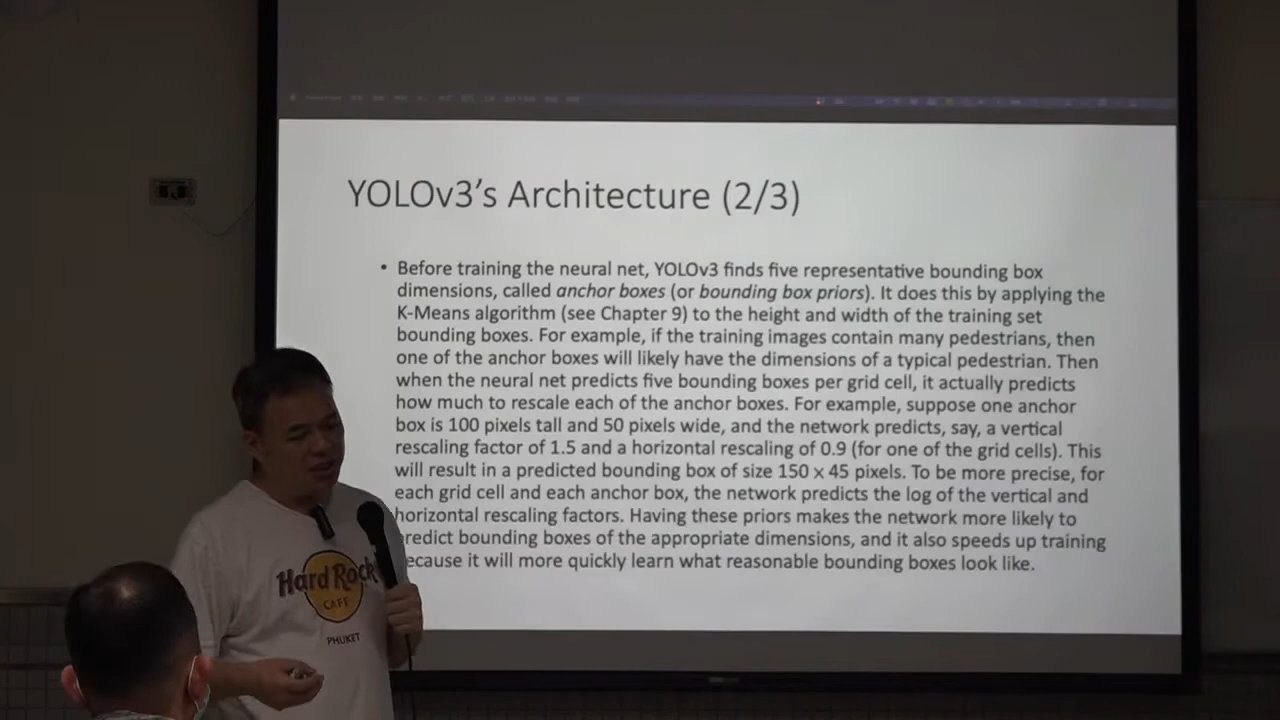 YOLOv3's Architecture (2/3)
• Before training the neural net, YOLOv3 finds five representative bounding box
dimensions, called anchor boxes (or bounding box priors). It does this by applying the
K-Means algorithm (see Chapter 9) to the height and width of the training set
bounding boxes. For example, if the training images contain many pedestrians, then
one of the anchor boxes will likely have the dimensions of a typical pedestrian. Then
when the neural net predicts five bounding boxes per grid cell, it actually predicts
how much to rescale each of the anchor boxes. For example, suppose one anchor
box is 100 pixels tall and 50 pixels wide, and the network predicts, say, a vertical
rescaling factor of 1.5 and a horizontal rescaling of 0.9 (for one of the grid cells). This
will result in a predicted bounding box of size 150 x 45 pixels. To be more precise, for
each grid cell and each anchor box, the network predicts the log of the vertical and
horizontal rescaling factors. Having these priors makes the network more likely to
redict bounding boxes of the appropriate dimensions, and it also speeds up training
ecause it will more quickly learn what reasonable bounding boxes look like.
Hard Rock
CAFE
PHUKET